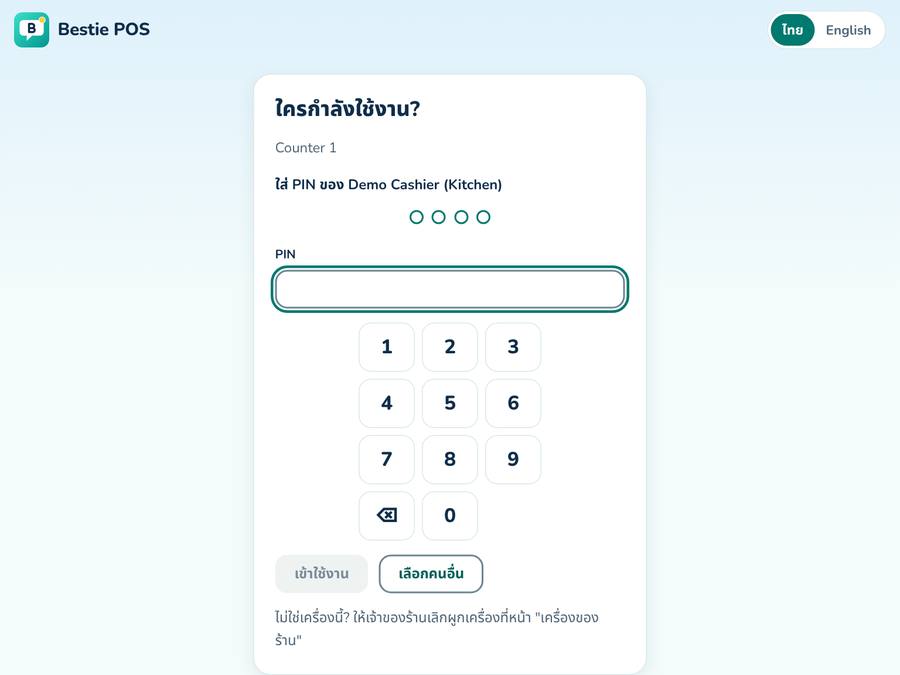 B
Bestie POS
ไทย
English
ใครกำลังใช้งาน?
Counter 1
ใส่ PIN ของ Demo Cashier (Kitchen)
PIN
1 2 3
4 5 6
7 8 9
0
เข้าใช้งาน
เลือกคนอื่น
ไม่ใช่เครื่องนี้? ให้เจ้าของร้านเลิกผูกเครื่องที่หน้า "เครื่องของ
ร้าน"